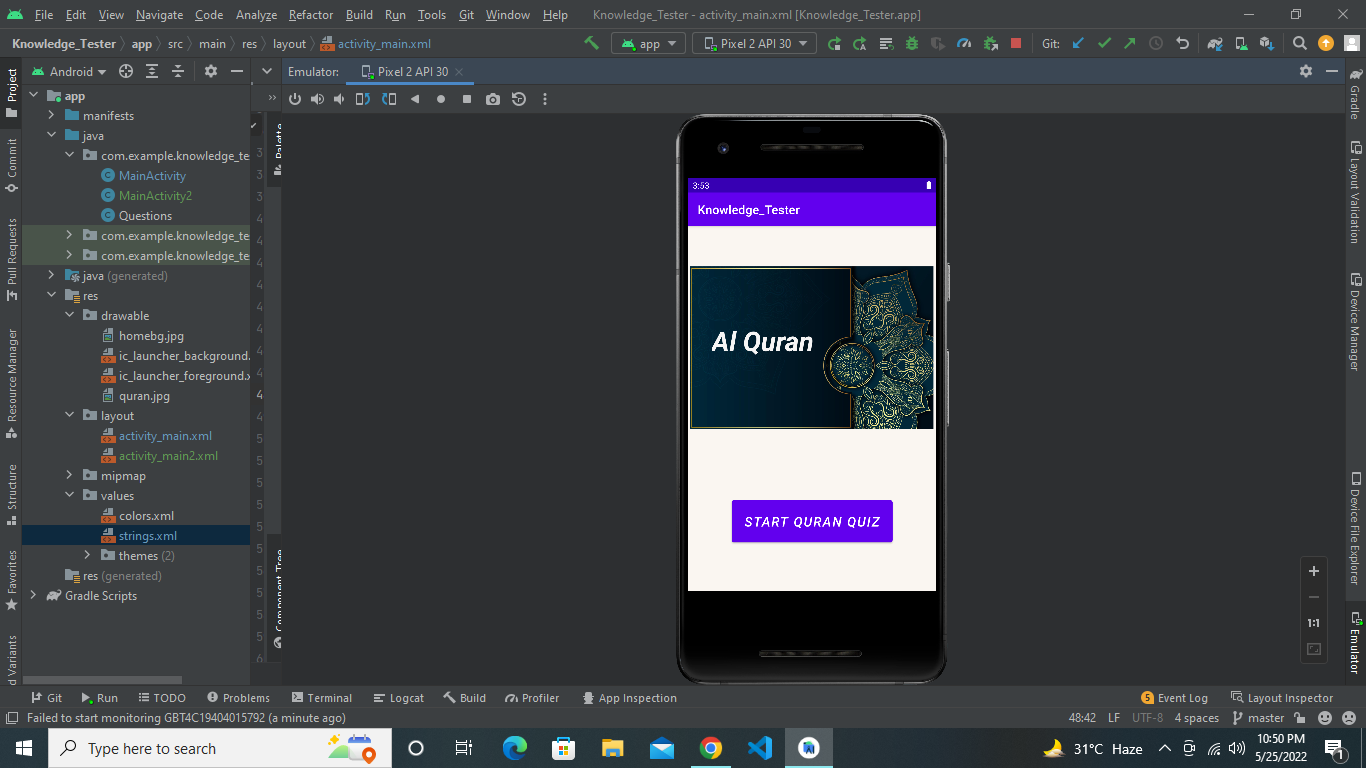 File Edit View Navigate Code Analyze Refactor Build Run Tools Git Window Help Knowledge_Tester - activity_main.xml [Knowledge_Tester.app]
Knowledge_Tester app src main res layout activity_main.xml app Pixel 2 API 30 Git:
Android Emulator: Pixel 2 API 30
Project
Commit
Pull Requests
Resource Manager
Structure
Favorites
app
manifests
java
com.example.knowledge_te
MainActivity
MainActivity2
Questions
com.example.knowledge_te
com.example.knowledge_te
java (generated)
res
drawable
homebg.jpg
ic_launcher_background.
ic_launcher_foreground.x
quran.jpg
layout
activity_main.xml
activity_main2.xml
mipmap
values
colors.xml
strings.xml
themes (2)
res (generated)
Gradle Scripts
Palette
Component Tree
3:53
Knowledge_Tester
Al Quran
START QURAN QUIZ
1:1
Gradle
Layout Validation
Device Manager
Device File Explorer
Emulator
Git Run TODO Problems Terminal Logcat Build Profiler App Inspection 5 Event Log Layout Inspector
Failed to start monitoring GBT4C19404015792 (a minute ago) 48:42 LF UTF-8 4 spaces master
Type here to search 31°C Haze 10:50 PM
5/25/2022 1